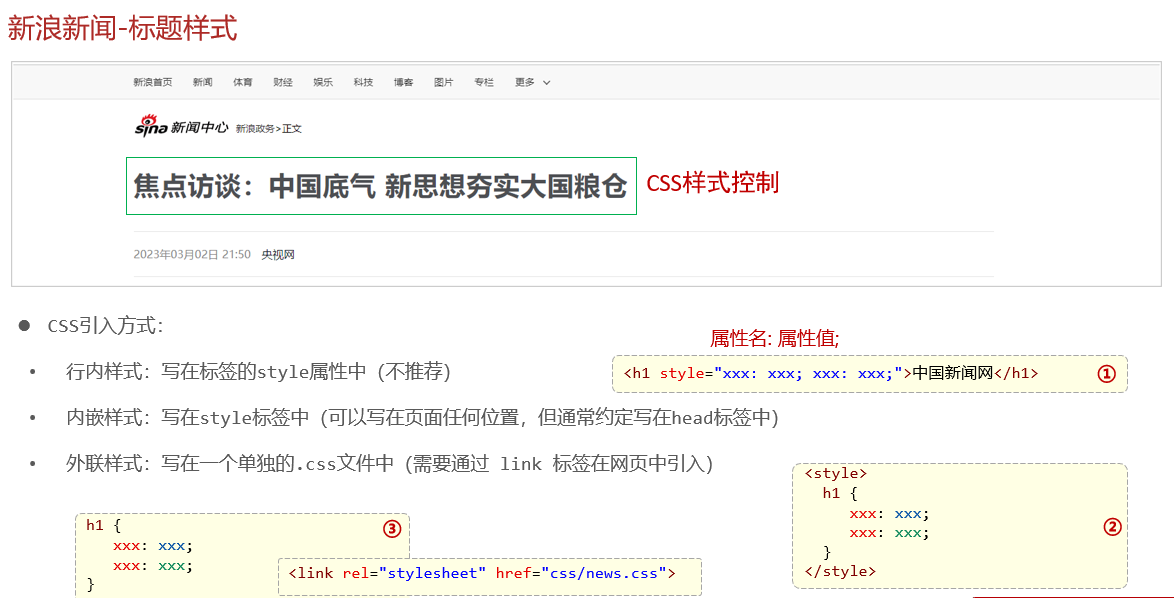 新浪新闻-标题样式
新浪首页 新闻 体育 财经 娱乐 科技 博客 图片 专栏 更多
sina 新闻中心 新浪政务>正文
焦点访谈：中国底气 新思想夯实大国粮仓
CSS样式控制
2023年03月02日 21:50 央视网
● CSS引入方式：
属性名: 属性值;
• 行内样式：写在标签的style属性中（不推荐）
<h1 style="xxx: xxx; xxx: xxx;">中国新闻网</h1> ①
• 内嵌样式：写在style标签中（可以写在页面任何位置，但通常约定写在head标签中）
• 外联样式：写在一个单独的.css文件中（需要通过 link 标签在网页中引入）
<style>
h1 {
xxx: xxx;
xxx: xxx;
}
</style>
②
h1 {
xxx: xxx;
xxx: xxx;
}
③
<link rel="stylesheet" href="css/news.css">